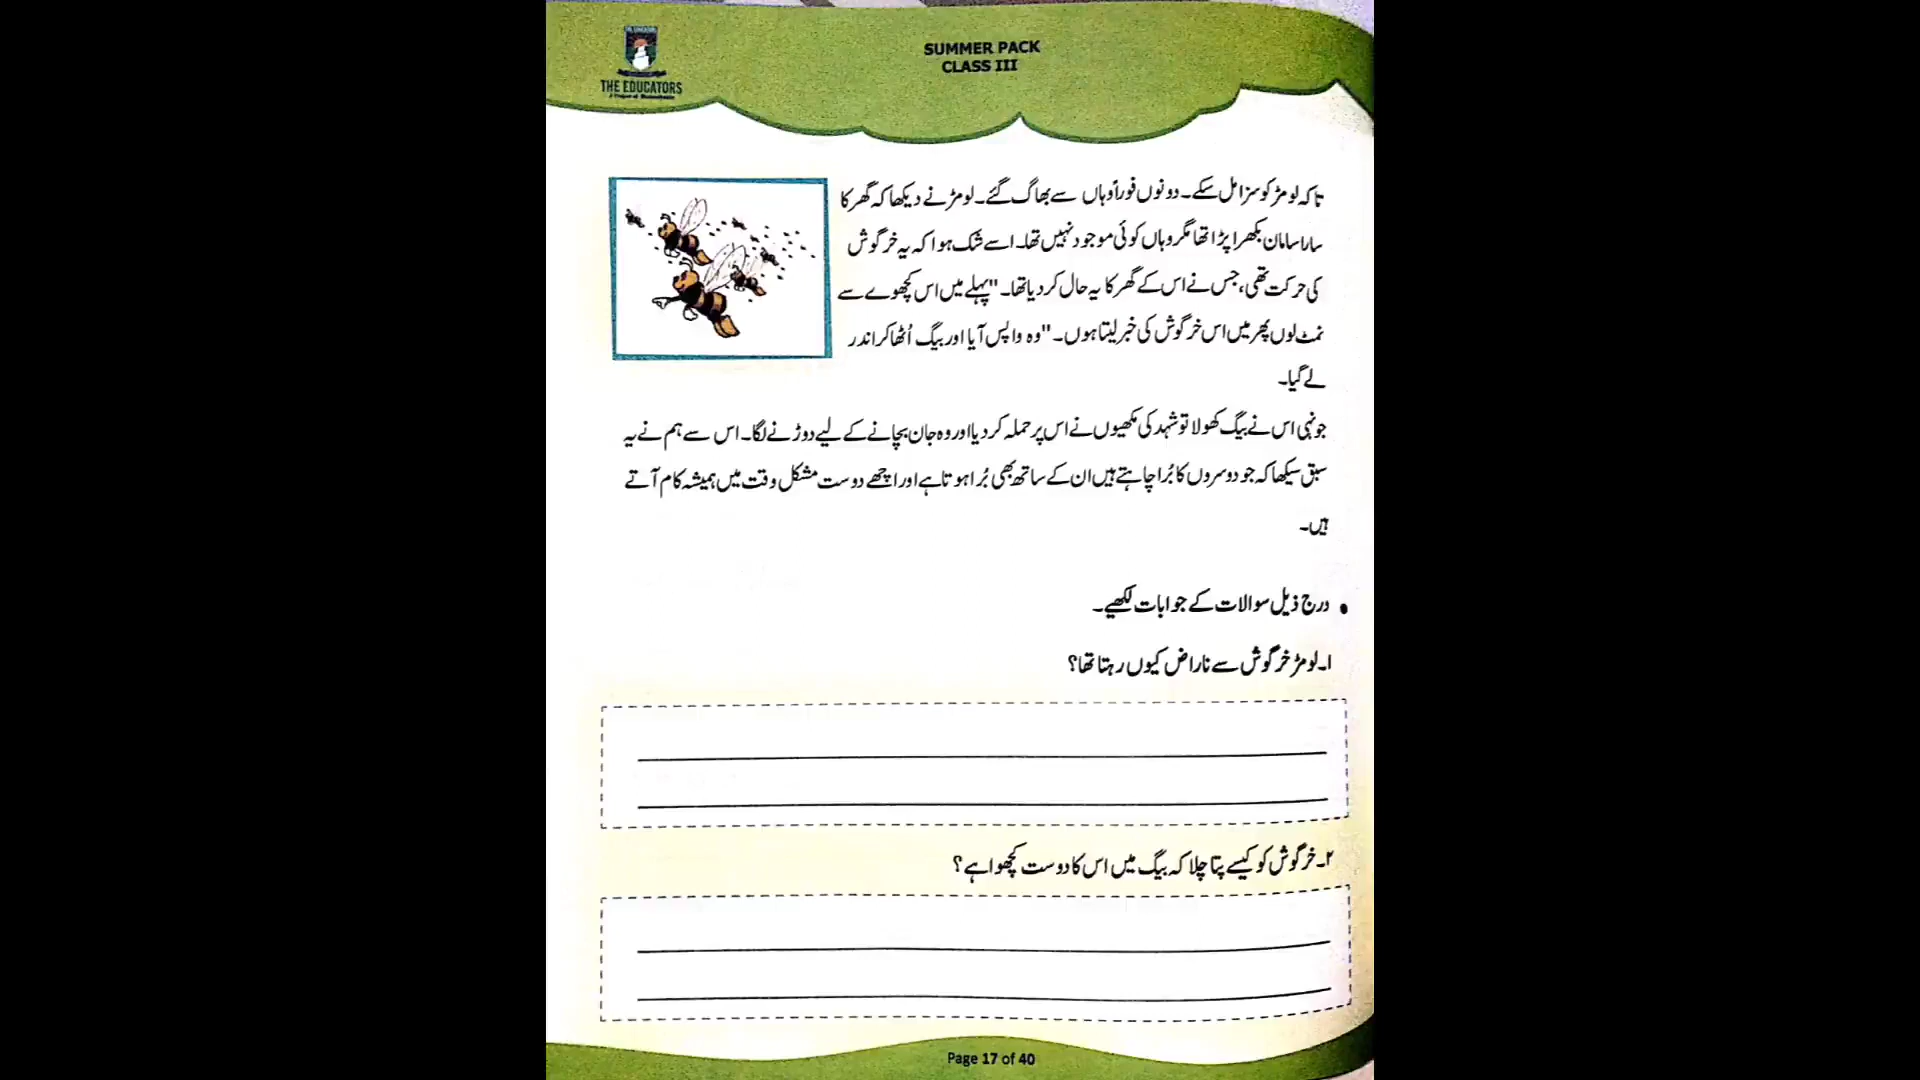 THE EDUCATORS
SUMMER PACK
CLASS III
تاکہ لومڑ کو سزا مل سکے۔ دونوں فوراً وہاں سے بھاگ گئے۔ لومڑ نے دیکھا کہ گھر کا
سارا سامان بکھرا پڑا تھا مگر وہاں کوئی موجود نہیں تھا۔ اسے شک ہوا کہ یہ خرگوش
کی حرکت تھی، جس نے اس کے گھر کا یہ حال کر دیا تھا۔ "پہلے میں اس کچھوے سے
نمٹ لوں پھر میں اس خرگوش کی خبر لیتا ہوں۔" وہ واپس آیا اور بیگ اُٹھا کر اندر
لے گیا۔
جونہی اس نے بیگ کھولا تو شہد کی مکھیوں نے اس پر حملہ کر دیا اور وہ جان بچانے کے لیے دوڑنے لگا۔ اس سے ہم نے یہ
سبق سیکھا کہ جو دوسروں کا بُرا چاہتے ہیں ان کے ساتھ بھی بُرا ہوتا ہے اور اچھے دوست مشکل وقت میں ہمیشہ کام آتے
ہیں۔
• درج ذیل سوالات کے جوابات لکھیے۔
۱۔ لومڑ خرگوش سے ناراض کیوں رہتا تھا؟
۲۔ خرگوش کو کیسے پتا چلا کہ بیگ میں اس کا دوست کچھوا ہے؟
Page 17 of 40